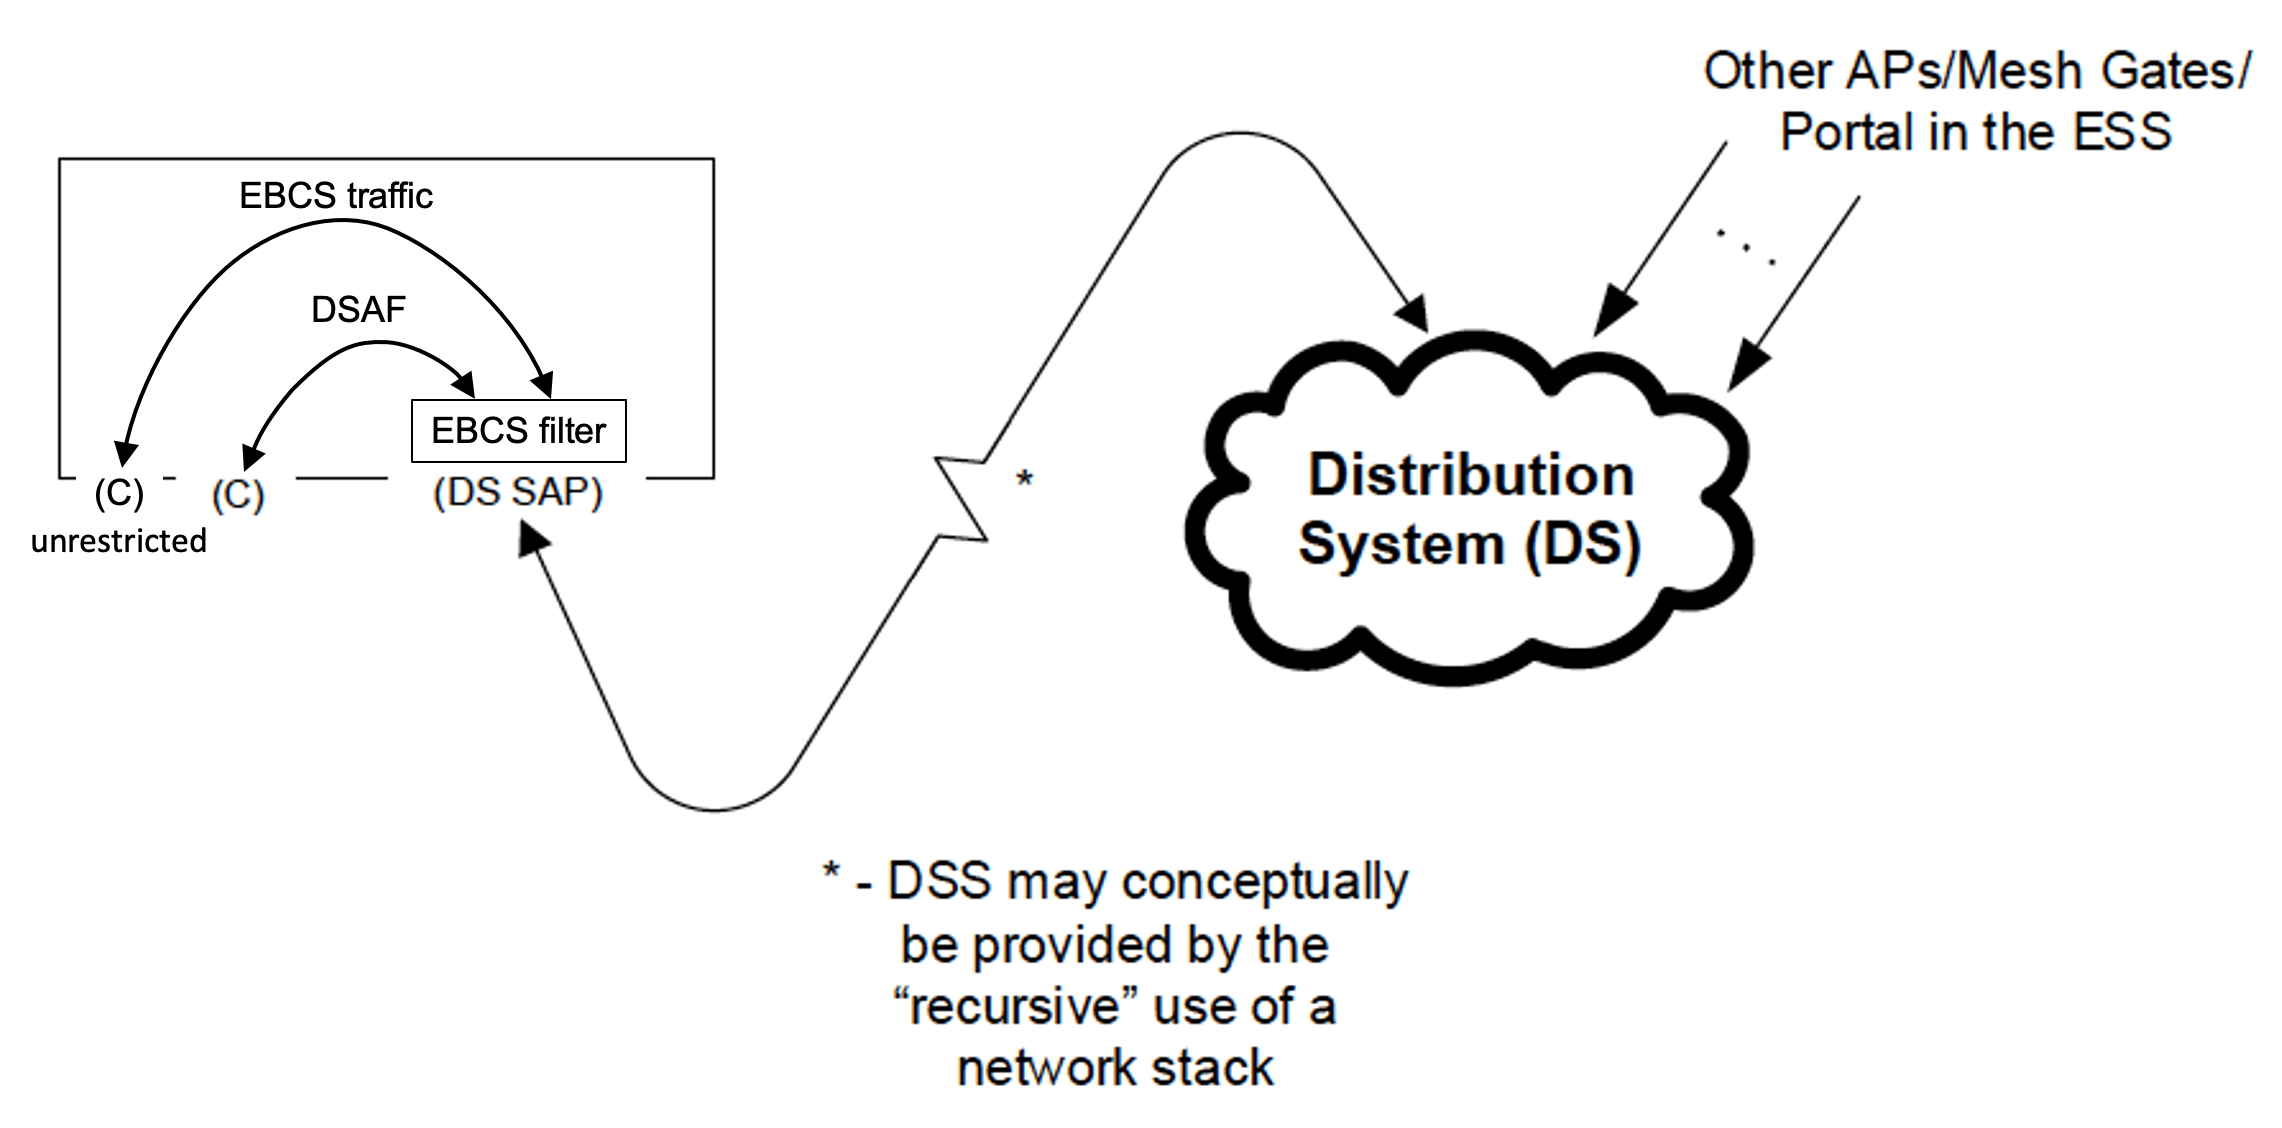 Other APs/Mesh Gates/
Portal in the ESS
EBCS traffic
DSAF
EBCS filter
(C)
(C)
(DS SAP)
unrestricted
*
Distribution
System (DS)
. . .
* - DSS may conceptually
be provided by the
“recursive” use of a
network stack